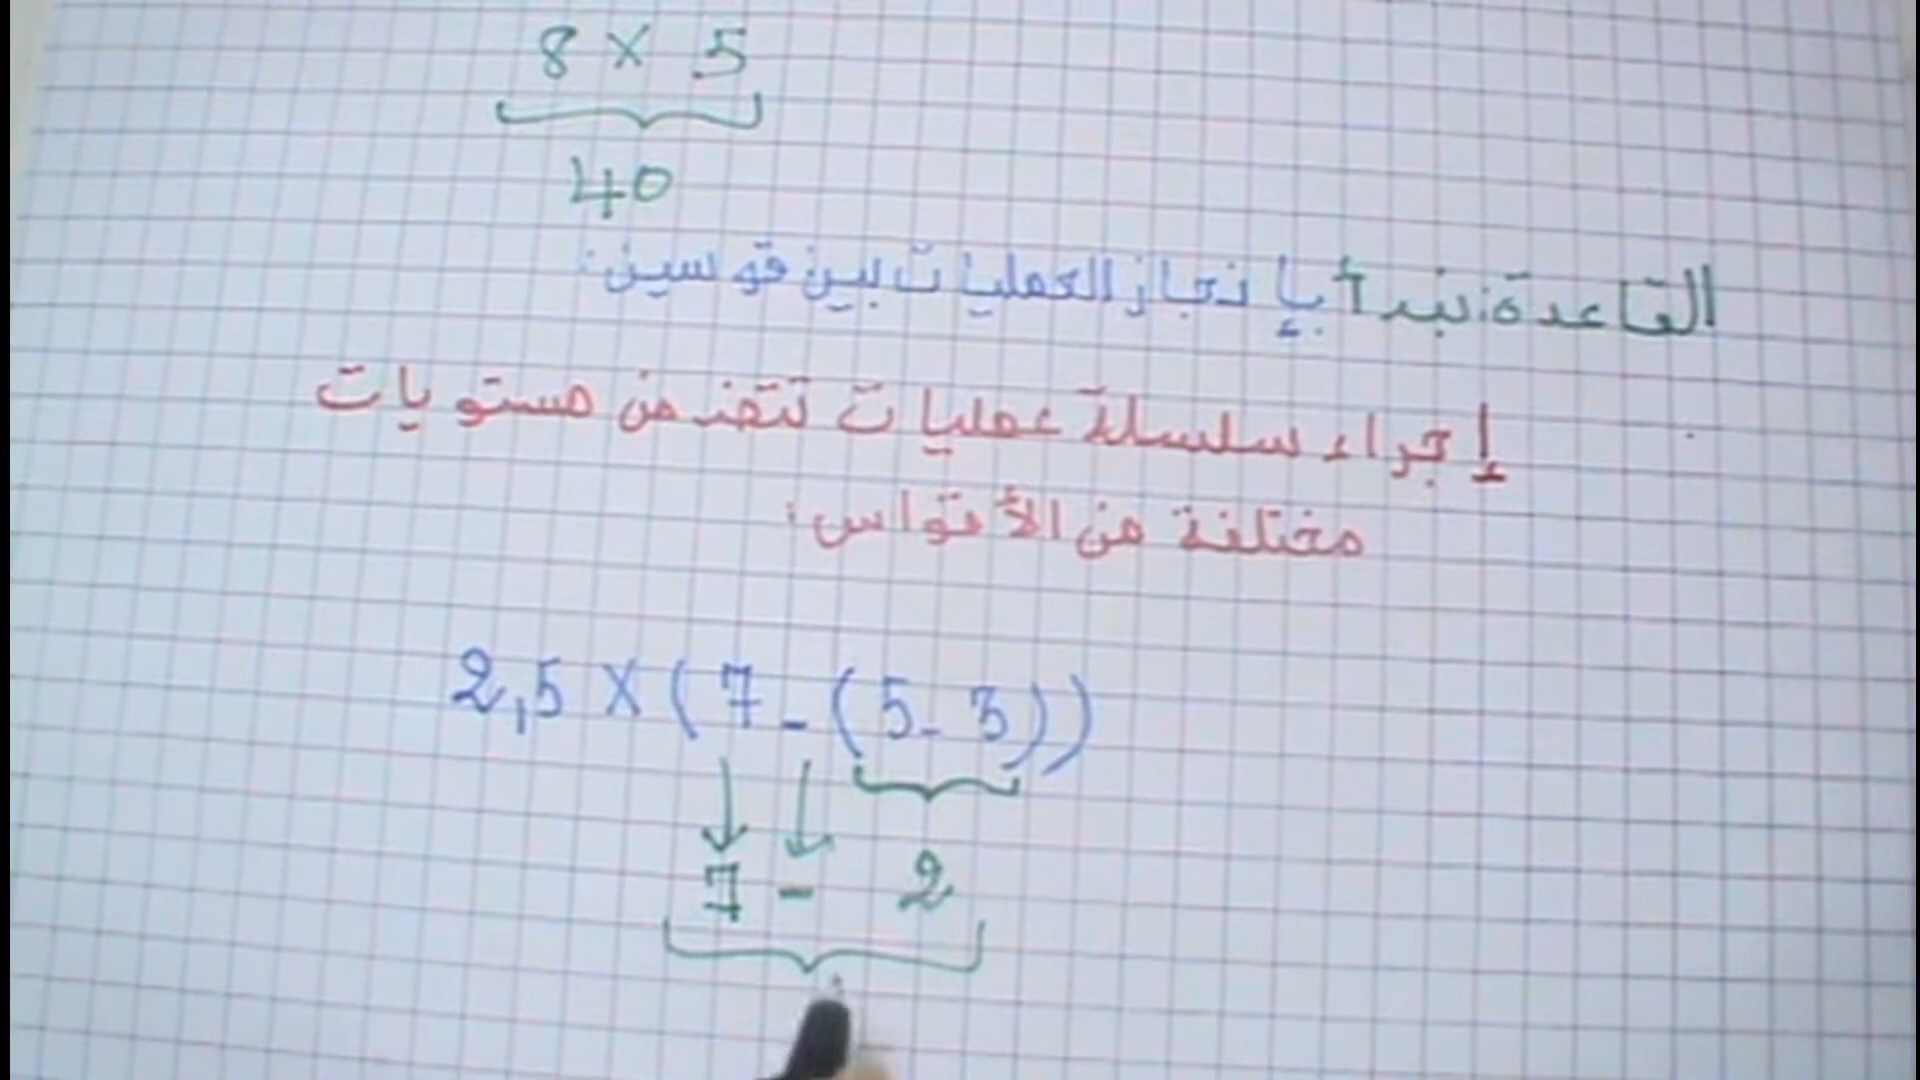 8 × 5
40
القاعدة: نبدأ بإنجاز العمليات بين قوسين:
إجراء سلسلة عمليات تتضمن مستويات
مختلفة من الأقواس:
2,5 × ( 7 - ( 5 - 3 ) )
7 - 2